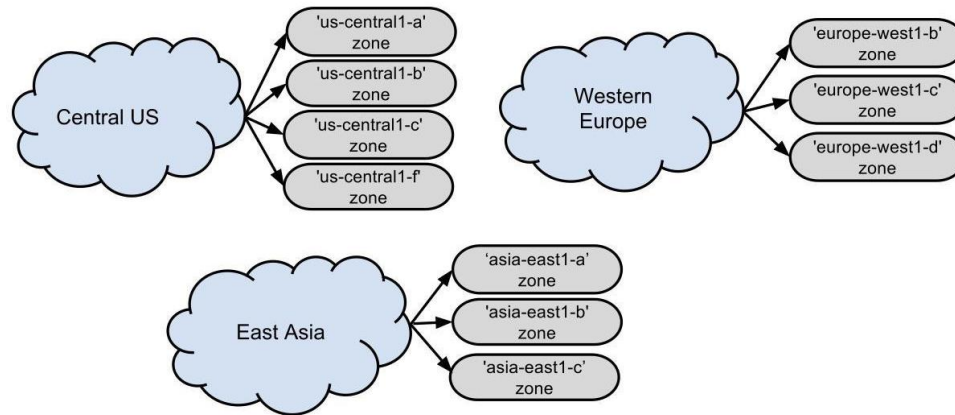 Central US
'us-central1-a'
zone
'us-central1-b'
zone
'us-central1-c'
zone
'us-central1-f'
zone
Western
Europe
'europe-west1-b'
zone
'europe-west1-c'
zone
'europe-west1-d'
zone
East Asia
‘asia-east1-a’
zone
'asia-east1-b'
zone
'asia-east1-c’
zone